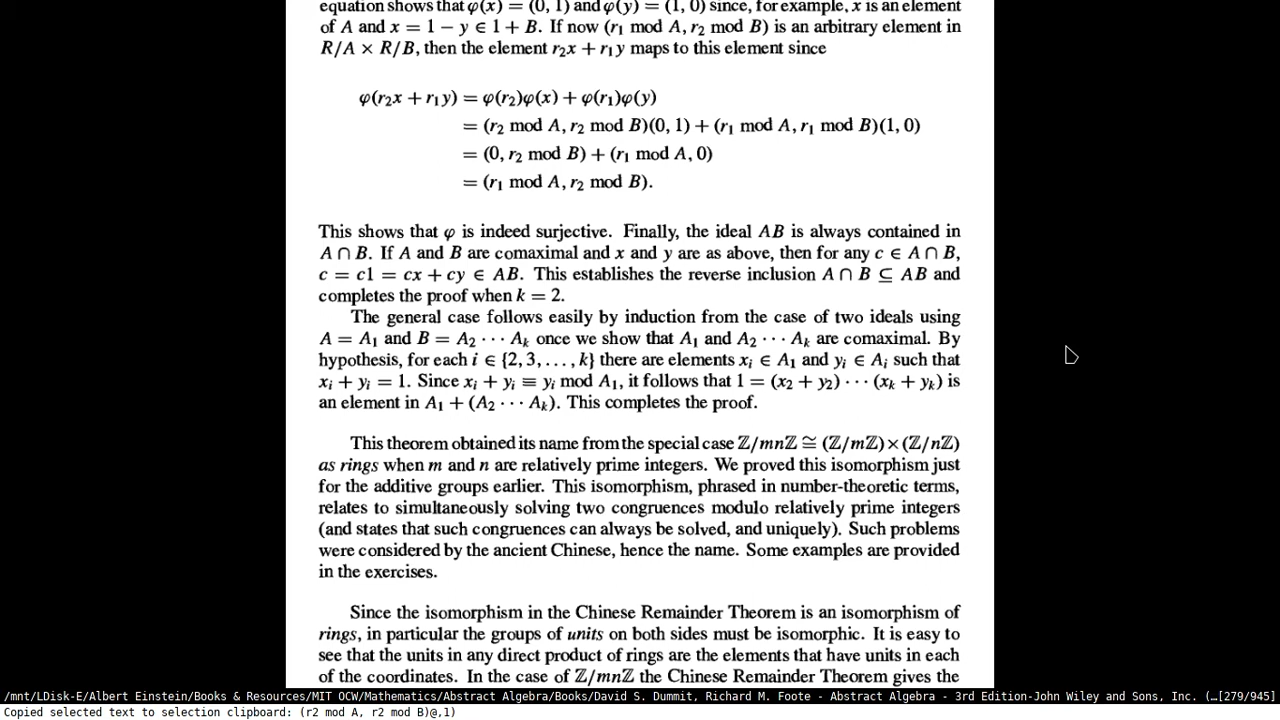 equation shows that φ(x) = (0, 1) and φ(y) = (1, 0) since, for example, x is an element
of A and x = 1 − y ∈ 1 + B. If now (r₁ mod A, r₂ mod B) is an arbitrary element in
R/A × R/B, then the element r₂x + r₁y maps to this element since
φ(r₂x + r₁y) = φ(r₂)φ(x) + φ(r₁)φ(y)
= (r₂ mod A, r₂ mod B)(0, 1) + (r₁ mod A, r₁ mod B)(1, 0)
= (0, r₂ mod B) + (r₁ mod A, 0)
= (r₁ mod A, r₂ mod B).
This shows that φ is indeed surjective. Finally, the ideal AB is always contained in
A ∩ B. If A and B are comaximal and x and y are as above, then for any c ∈ A ∩ B,
c = c1 = cx + cy ∈ AB. This establishes the reverse inclusion A ∩ B ⊆ AB and
completes the proof when k = 2.
The general case follows easily by induction from the case of two ideals using
A = A₁ and B = A₂ ··· Aₖ once we show that A₁ and A₂ ··· Aₖ are comaximal. By
hypothesis, for each i ∈ {2, 3, . . . , k} there are elements xᵢ ∈ A₁ and yᵢ ∈ Aᵢ such that
xᵢ + yᵢ = 1. Since xᵢ + yᵢ ≡ yᵢ mod A₁, it follows that 1 = (x₂ + y₂) ··· (xₖ + yₖ) is
an element in A₁ + (A₂ ··· Aₖ). This completes the proof.
This theorem obtained its name from the special case ℤ/mnℤ ≅ (ℤ/mℤ)×(ℤ/nℤ)
as rings when m and n are relatively prime integers. We proved this isomorphism just
for the additive groups earlier. This isomorphism, phrased in number-theoretic terms,
relates to simultaneously solving two congruences modulo relatively prime integers
(and states that such congruences can always be solved, and uniquely). Such problems
were considered by the ancient Chinese, hence the name. Some examples are provided
in the exercises.
Since the isomorphism in the Chinese Remainder Theorem is an isomorphism of
rings, in particular the groups of units on both sides must be isomorphic. It is easy to
see that the units in any direct product of rings are the elements that have units in each
of the coordinates. In the case of ℤ/mnℤ the Chinese Remainder Theorem gives the
/mnt/LDisk-E/Albert Einstein/Books & Resources/MIT OCW/Mathematics/Abstract Algebra/Books/David S. Dummit, Richard M. Foote - Abstract Algebra - 3rd Edition-John Wiley and Sons, Inc. (…[279/945]
Copied selected text to selection clipboard: (r2 mod A, r2 mod B)@,1)